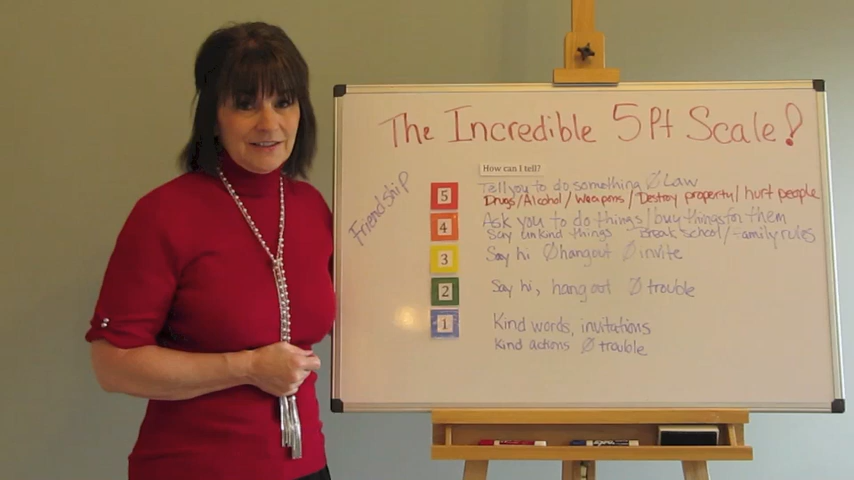 The Incredible 5 Pt Scale!
How can I tell?
Friendship
5 Tell you to do something Ø Law
Drugs/Alcohol/Weapons/Destroy property/hurt people
4 Ask you to do things/buy things for them
Say unkind things Break school/family rules
3 Say hi Ø hangout Ø invite
2 Say hi, hang out Ø trouble
1 Kind words, invitations
Kind actions Ø trouble